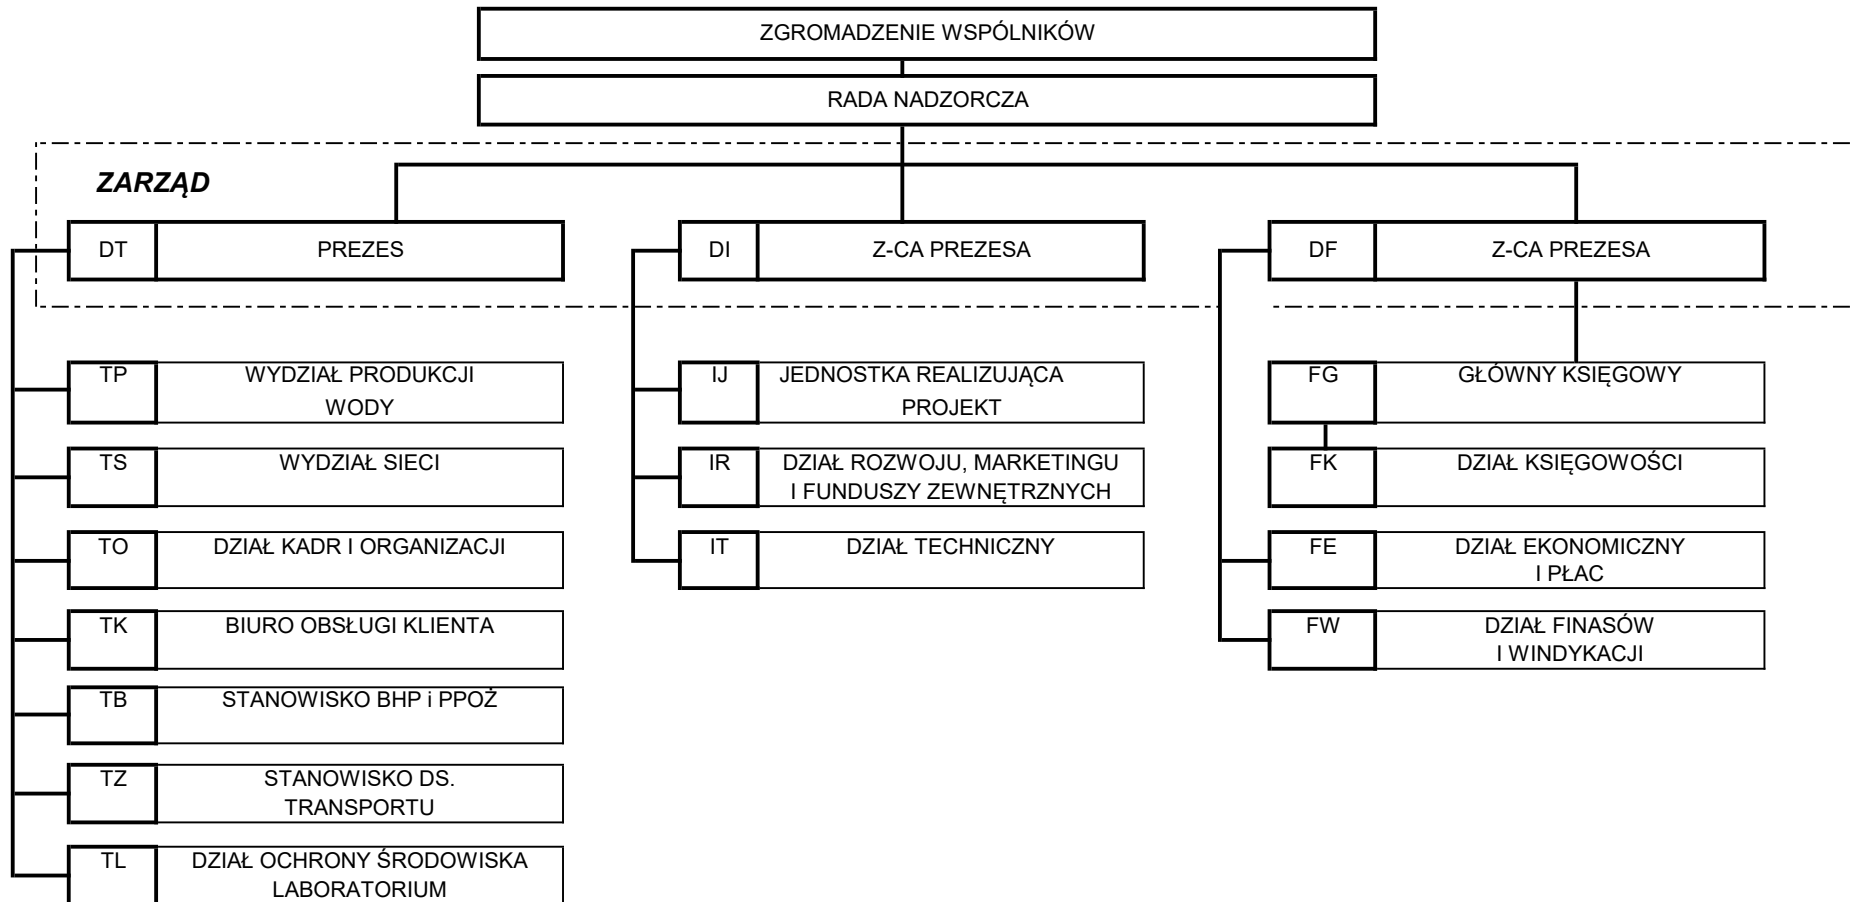 ZGROMADZENIE WSPÓLNIKÓW
RADA NADZORCZA
ZARZĄD
DT PREZES
DI Z-CA PREZESA
DF Z-CA PREZESA
TP WYDZIAŁ PRODUKCJI
WODY
TS WYDZIAŁ SIECI
TO DZIAŁ KADR I ORGANIZACJI
TK BIURO OBSŁUGI KLIENTA
TB STANOWISKO BHP i PPOŻ
TZ STANOWISKO DS.
TRANSPORTU
TL DZIAŁ OCHRONY ŚRODOWISKA
LABORATORIUM
IJ JEDNOSTKA REALIZUJĄCA
PROJEKT
IR DZIAŁ ROZWOJU, MARKETINGU
I FUNDUSZY ZEWNĘTRZNYCH
IT DZIAŁ TECHNICZNY
FG GŁÓWNY KSIĘGOWY
FK DZIAŁ KSIĘGOWOŚCI
FE DZIAŁ EKONOMICZNY
I PŁAC
FW DZIAŁ FINASÓW
I WINDYKACJI